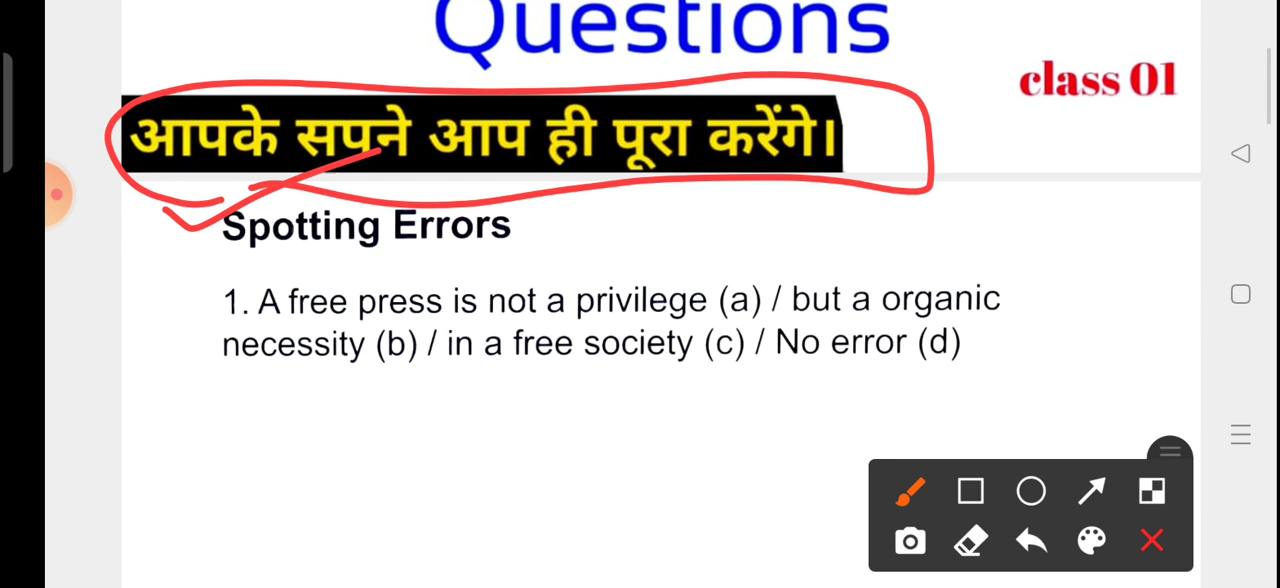 Questions
class 01
आपके सपने आप ही पूरा करेंगे।
Spotting Errors
1. A free press is not a privilege (a) / but a organic
necessity (b) / in a free society (c) / No error (d)